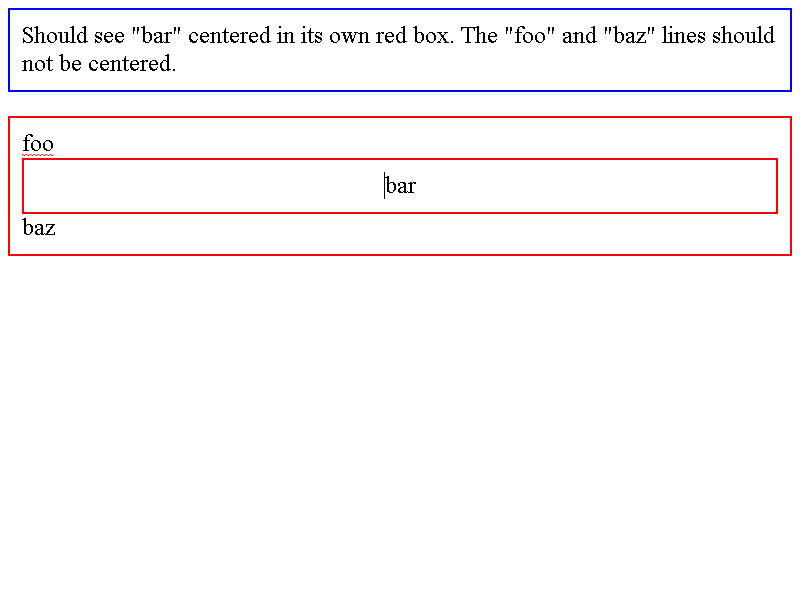 Should see "bar" centered in its own red box. The "foo" and "baz" lines should
not be centered.
foo
bar
baz